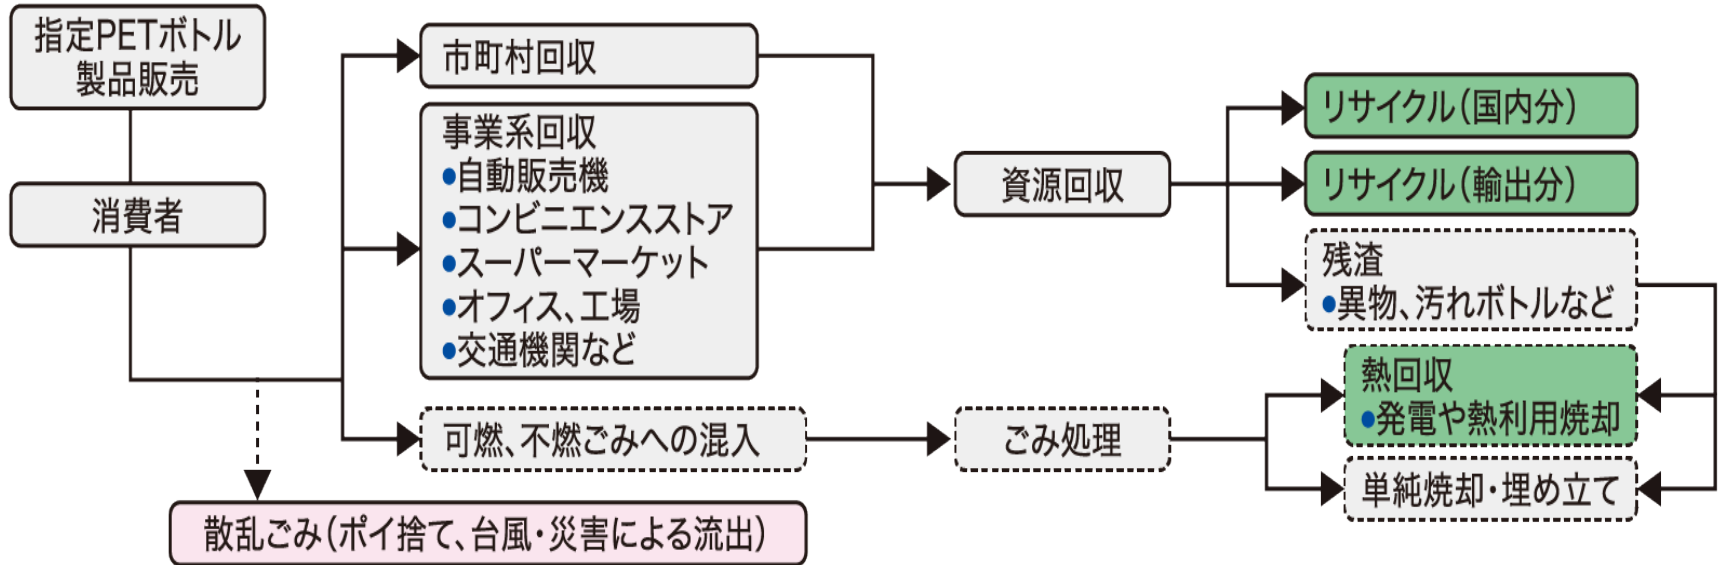 指定PETボトル
製品販売
消費者
市町村回収
事業系回収
●自動販売機
●コンビニエンスストア
●スーパーマーケット
●オフィス、工場
●交通機関など
可燃、不燃ごみへの混入
散乱ごみ(ポイ捨て、台風・災害による流出)
資源回収
ごみ処理
リサイクル(国内分)
リサイクル(輸出分)
残渣
●異物、汚れボトルなど
熱回収
●発電や熱利用焼却
単純焼却・埋め立て